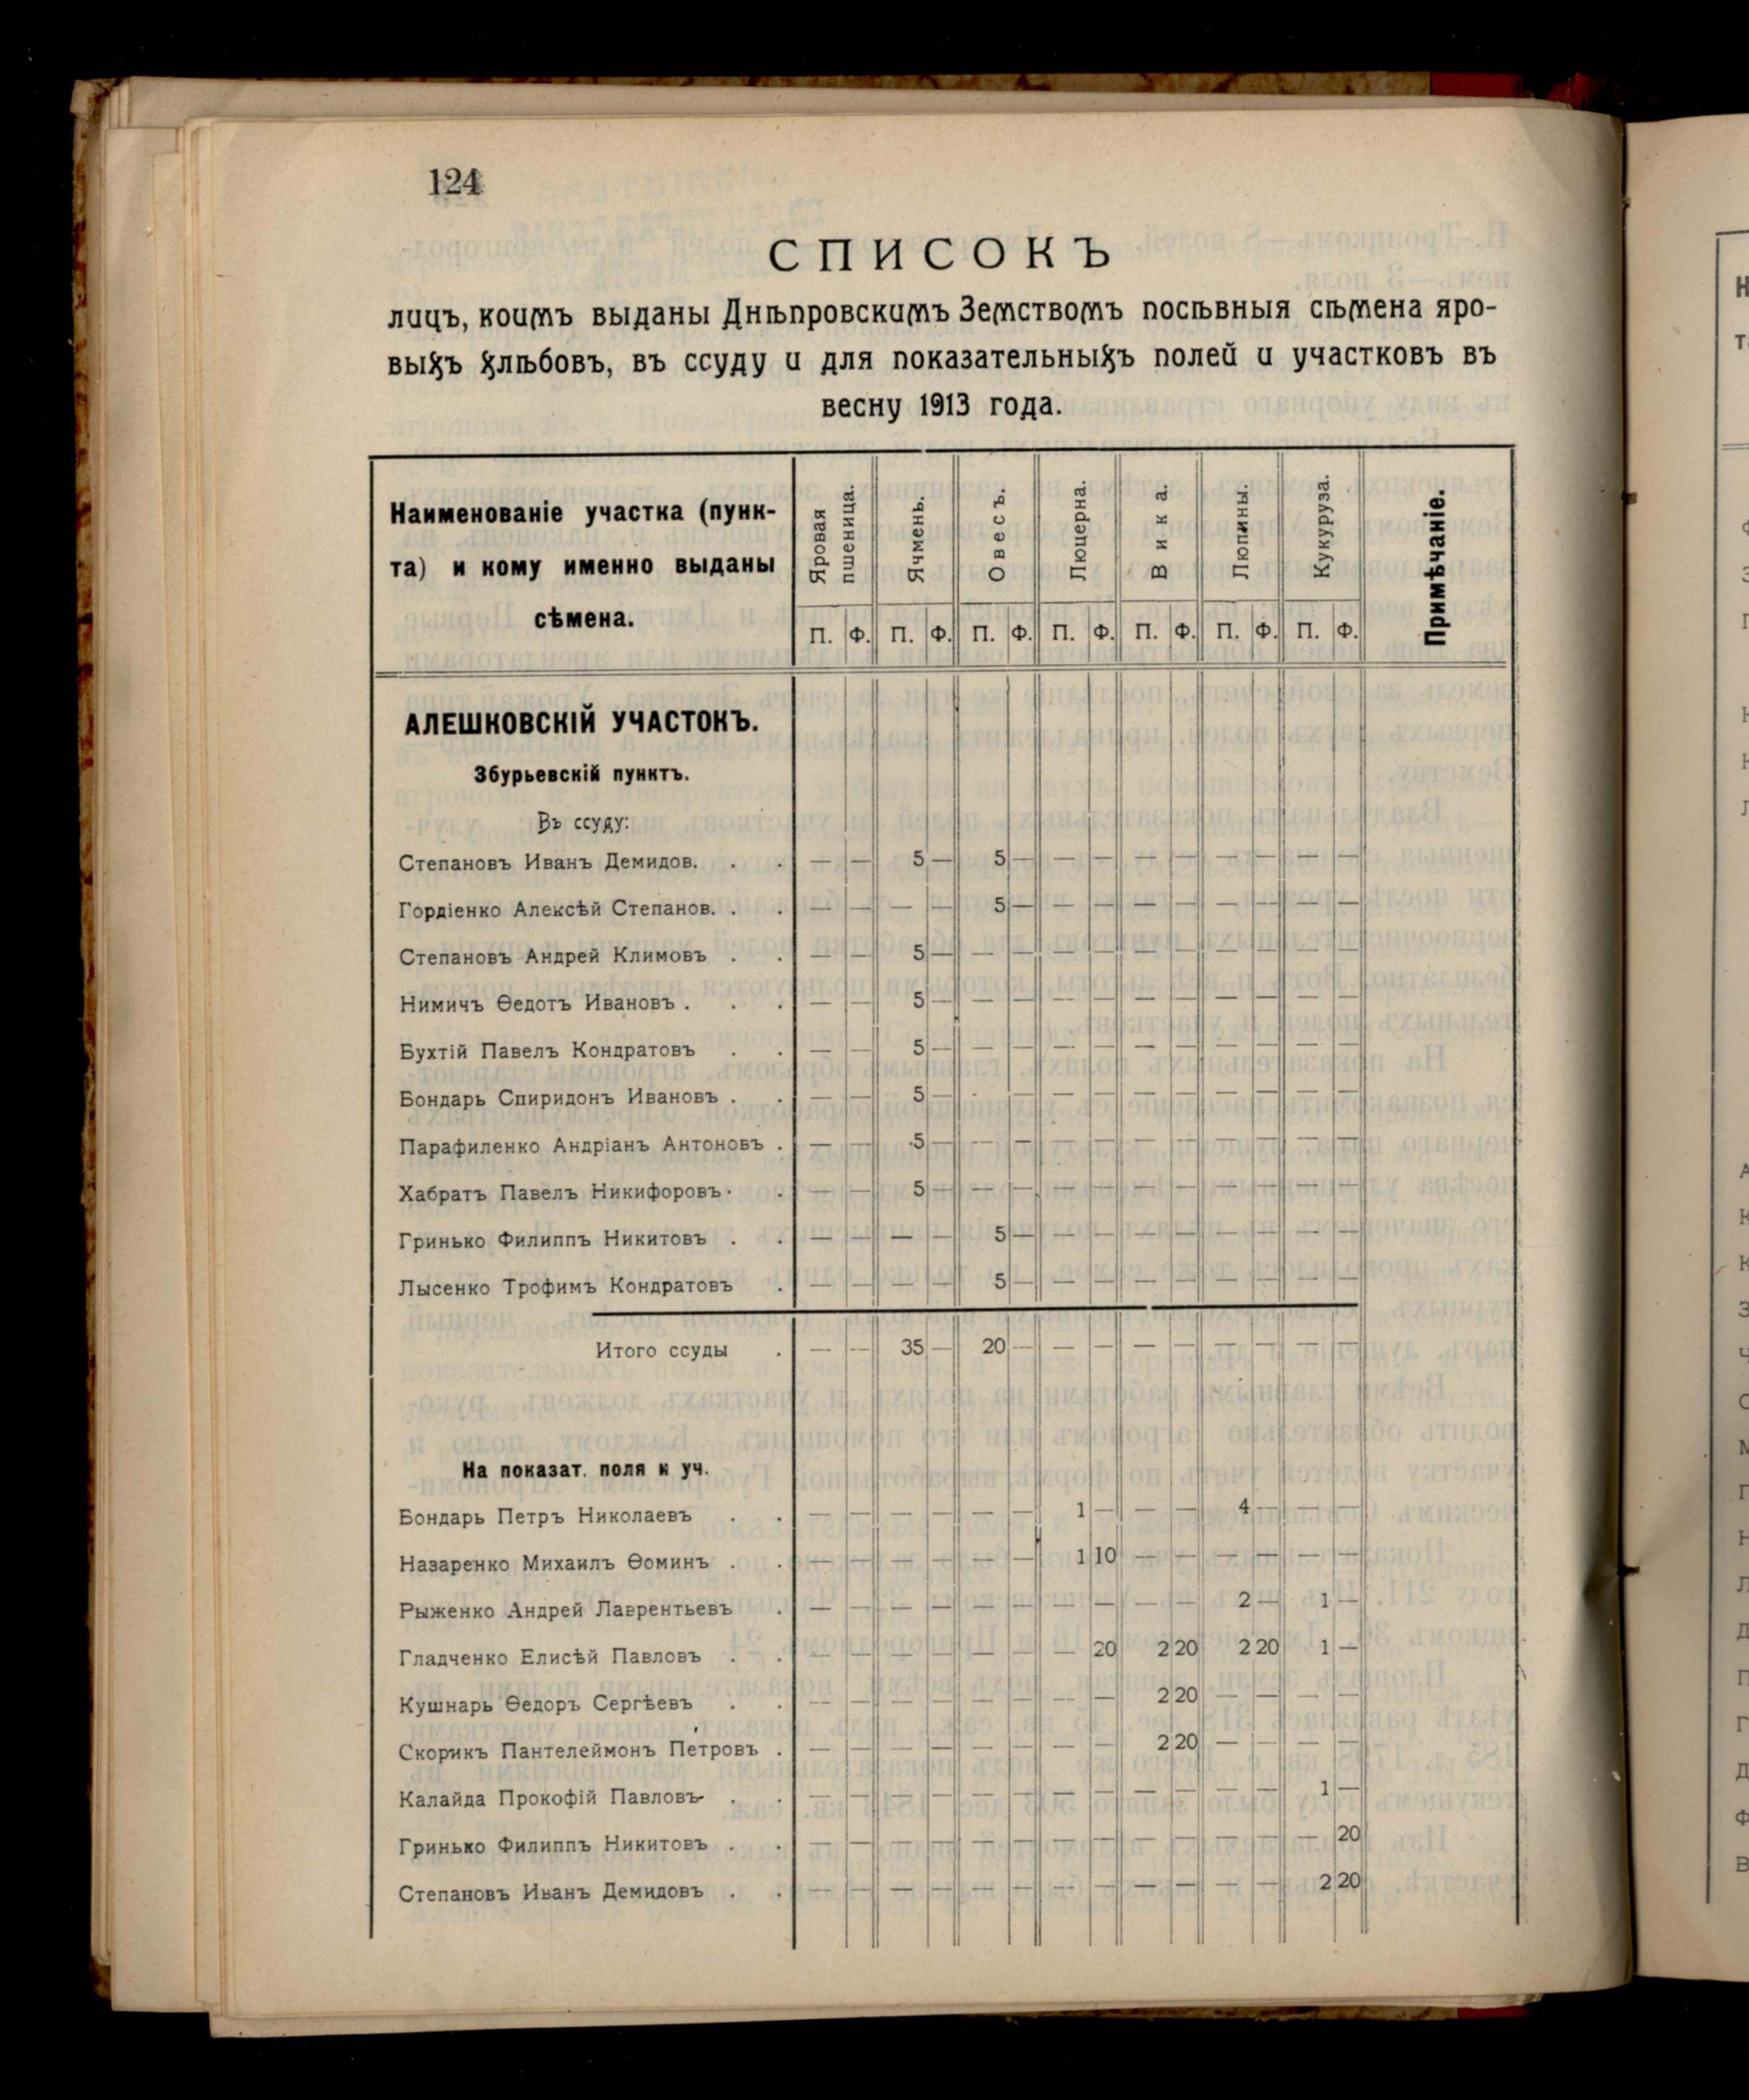 124
СПИСОКЪ
лицъ, коимъ выданы Днѣпровскимъ Земствомъ посѣвныя сѣмена яро-
выхъ хлѣбовъ, въ ссуду и для показательныхъ полей и участковъ въ
весну 1913 года.
Наименованіе участка (пунк-
та) и кому именно выданы
сѣмена.
Яровая
пшеница.
Ячмень.
Овесъ.
Люцерна.
Вика.
Люпины.
Кукуруза.
Примѣчаніе.
П. Ф. П. Ф. П. Ф. П. Ф. П. Ф. П. Ф. П. Ф.
АЛЕШКОВСКІЙ УЧАСТОКЪ.
Збурьевскій пунктъ.
Въ ссуду:
Степановъ Иванъ Демидов. . . — — 5 — 5 — — — — — — — — —
Гордіенко Алексѣй Степанов. . . — — — — 5 — — — — — — — — —
Степановъ Андрей Климовъ . . — — 5 — — — — — — — — — — —
Нимичъ Ѳедотъ Ивановъ . . . — — 5 — — — — — — — — — — —
Бухтій Павелъ Кондратовъ . . — — 5 — — — — — — — — — — —
Бондарь Спиридонъ Ивановъ . . — — 5 — - — — — — — — — — —
Парафиленко Андріанъ Антоновъ . — — 5 — — — — — — — — — — —
Хабратъ Павелъ Никифоровъ . . — — 5 — — — — — — — — — — —
Гринько Филиппъ Никитовъ . . — — — — 5 — — — — — — — — —
Лысенко Трофимъ Кондратовъ . — — — — 5 — — — — — — — — —
Итого ссуды . — — 35 — 20 — — — — — — — — —
На показат. поля и уч.
Бондарь Петръ Николаевъ . . — — — — — — 1 — — — 4 — — —
Назаренко Михаилъ Ѳоминъ . . — — — — — — 1 10 — — — — — —
Рыженко Андрей Лаврентьевъ . — — — — — — — — — — 2 — 1 —
Гладченко Елисѣй Павловъ . . — — — — — — — 20 2 20 2 20 1 —
Кушнарь Ѳедоръ Сергѣевъ . . — — — — — — — — 2 20 — — — —
Скорикъ Пантелеймонъ Петровъ . — — — — — — — — 2 20 — — — —
Калайда Прокофій Павловъ . . — — — — — — — — — — — — 1 —
Гринько Филиппъ Никитовъ . . — — — — — — — — — — — — — 20
Степановъ Иванъ Демидовъ . . — — — — — — — — — — — — 2 20